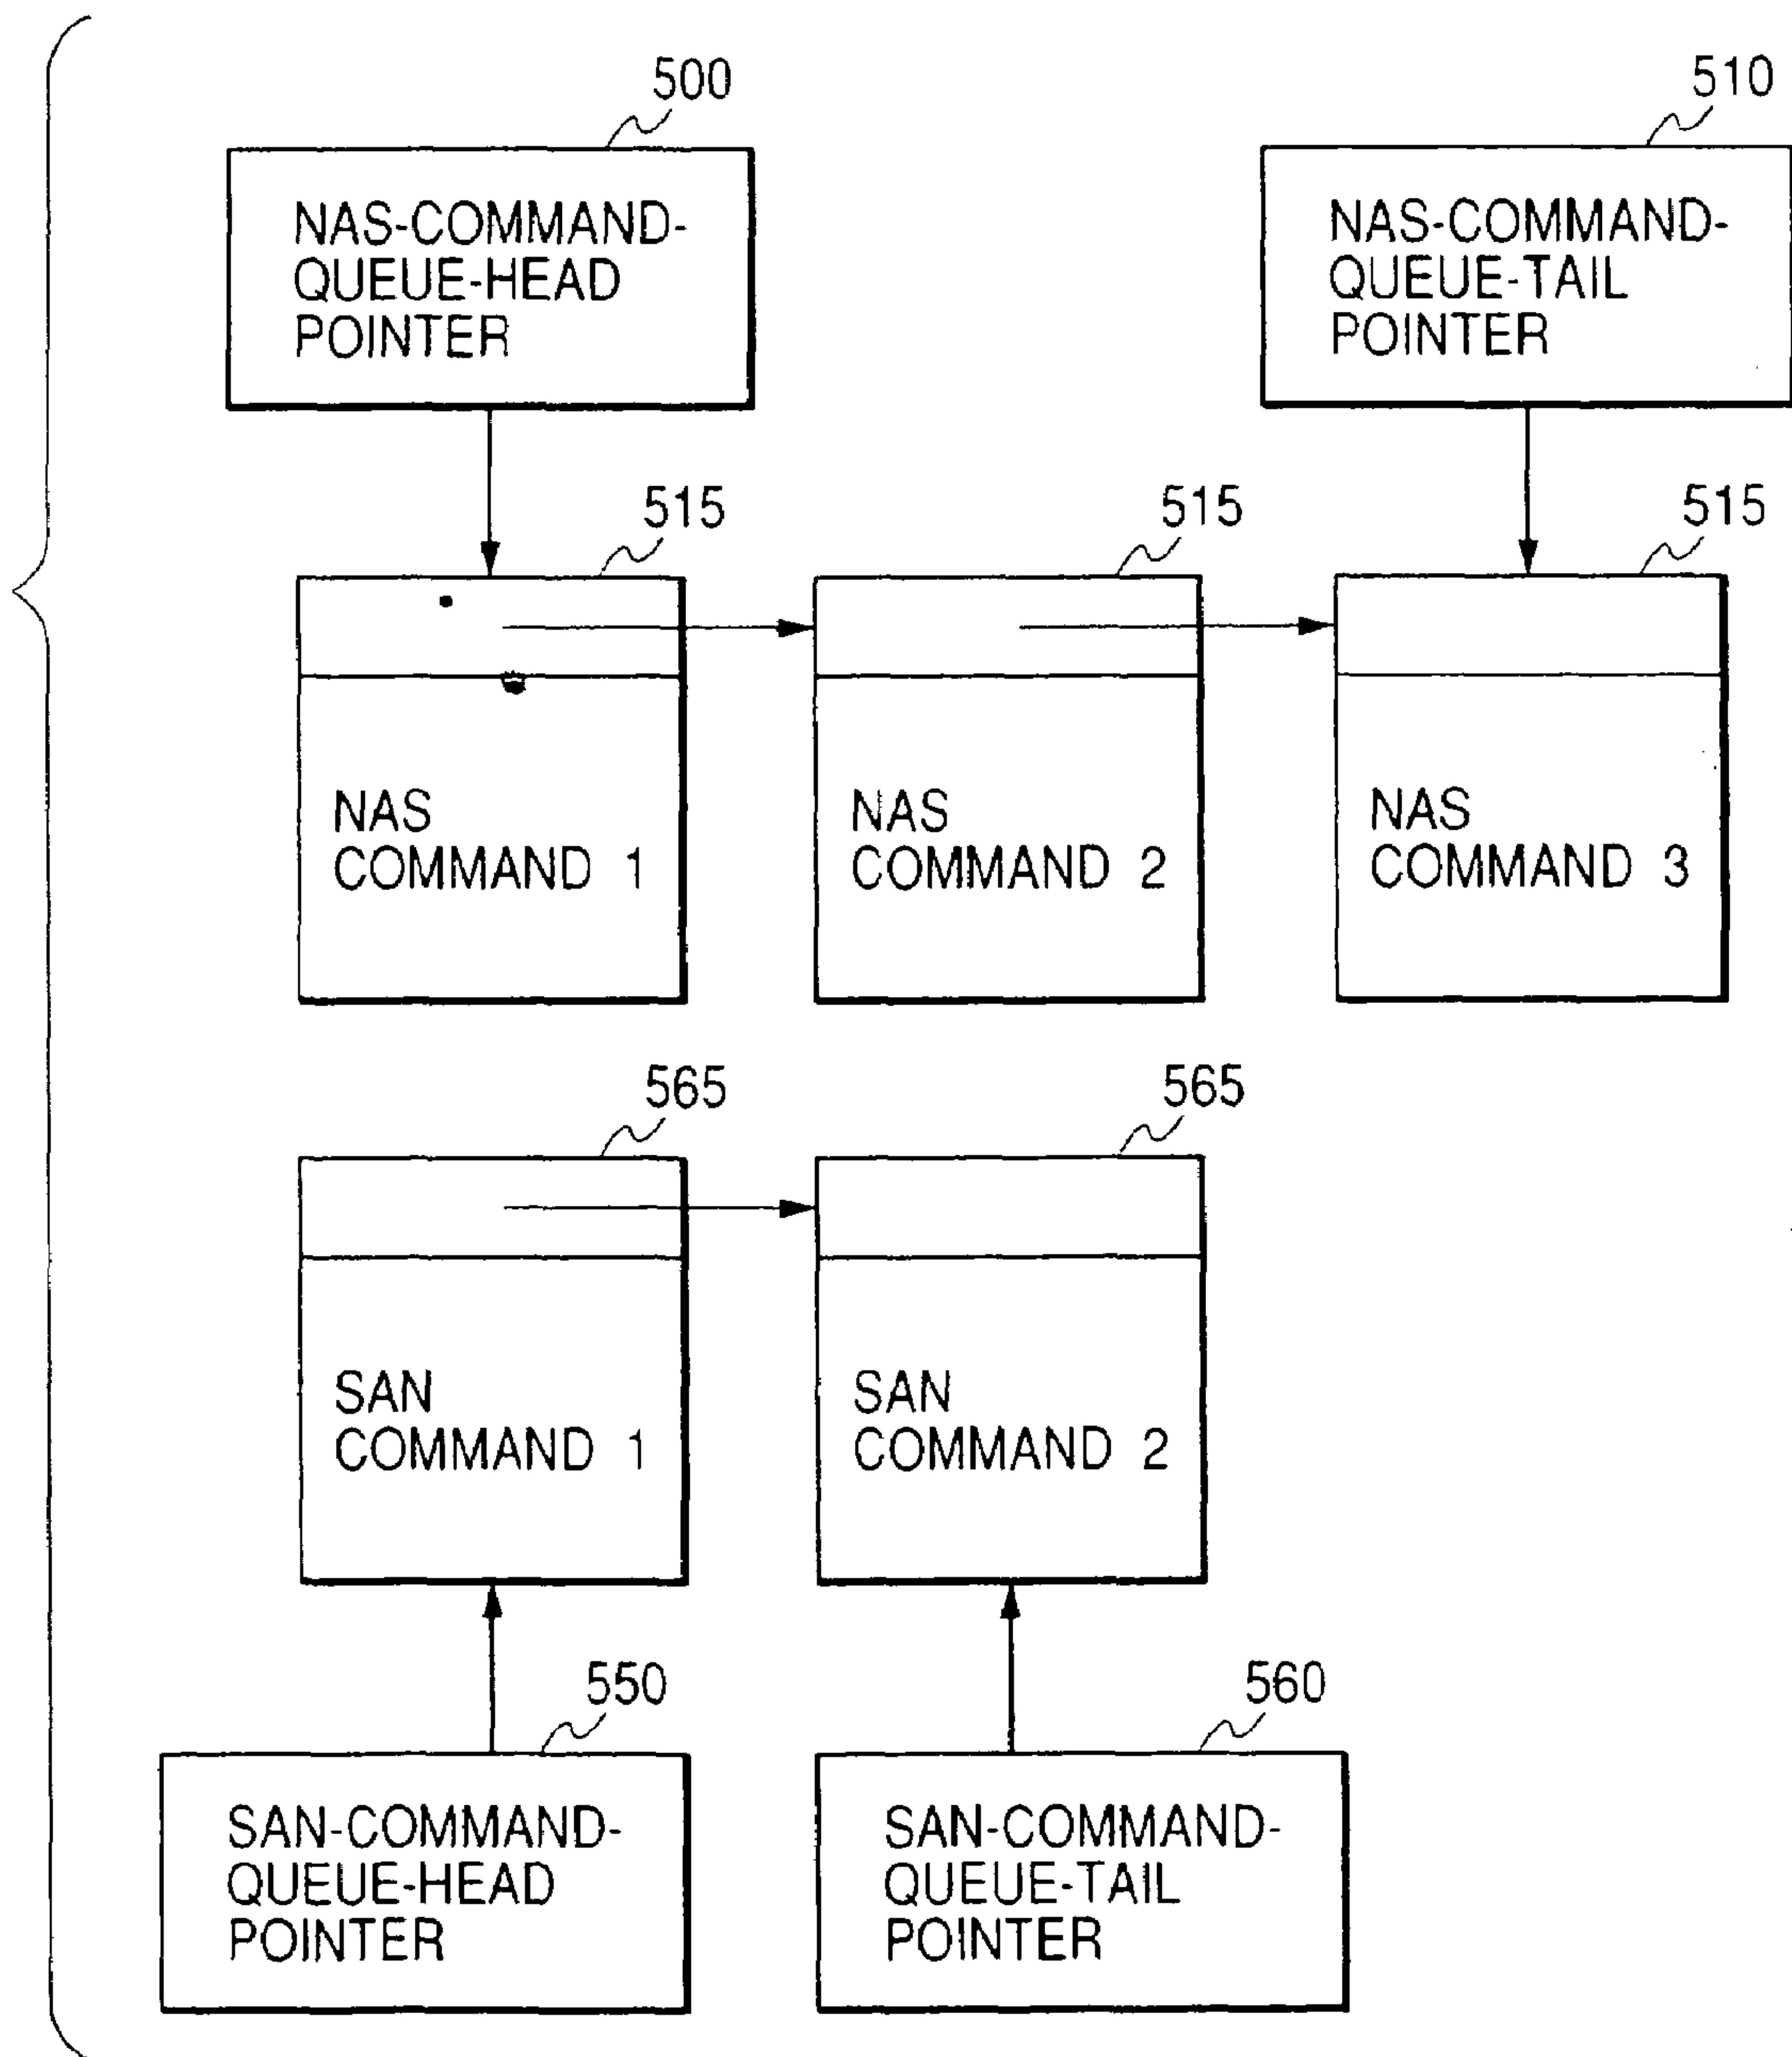 500
510
NAS-COMMAND-
QUEUE-HEAD
POINTER
NAS-COMMAND-
QUEUE-TAIL
POINTER
515
515
515
NAS
COMMAND 1
NAS
COMMAND 2
NAS
COMMAND 3
565
565
SAN
COMMAND 1
SAN
COMMAND 2
550
560
SAN-COMMAND-
QUEUE-HEAD
POINTER
SAN-COMMAND-
QUEUE-TAIL
POINTER